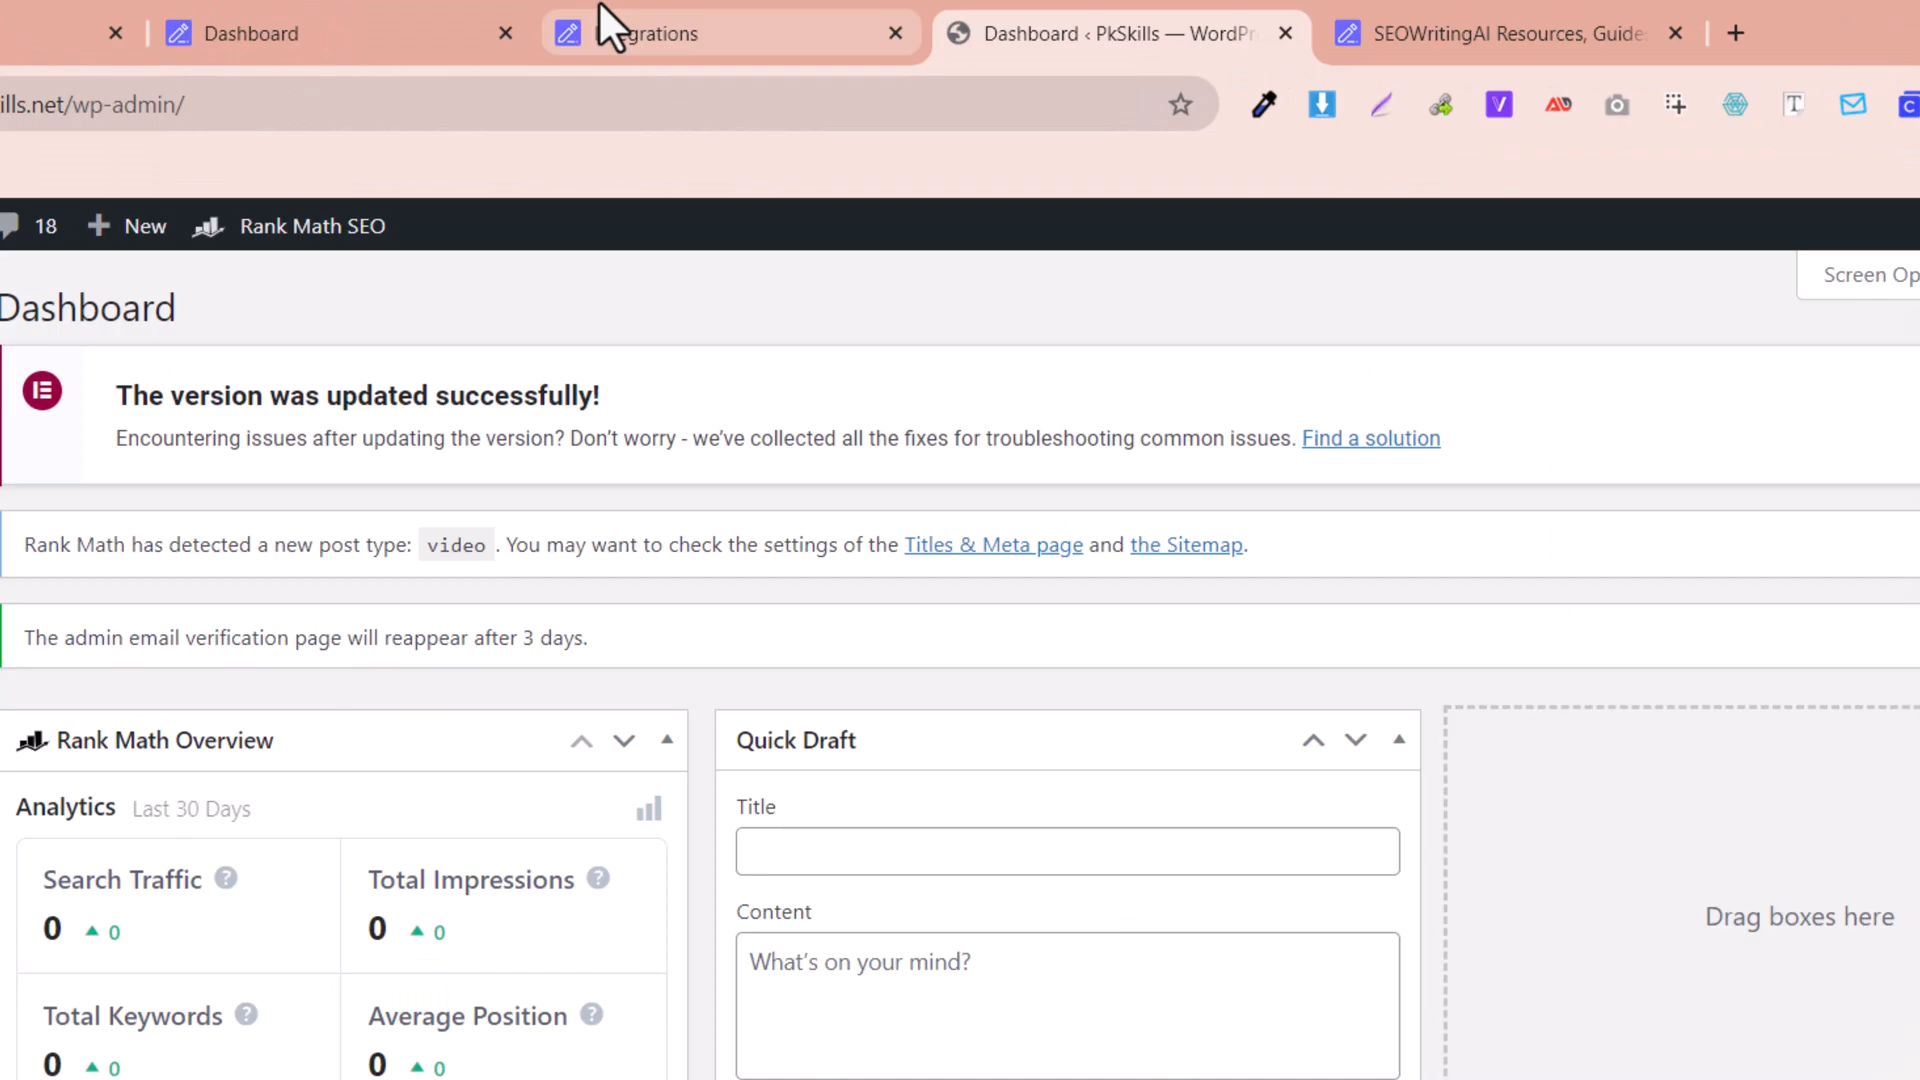 Dashboard
Dashboard ‹ PkSkills — WordPr
SEOWritingAI Resources, Guide
ills.net/wp-admin/
18
New
Rank Math SEO
Screen Op
Dashboard
The version was updated successfully!
Encountering issues after updating the version? Don't worry - we've collected all the fixes for troubleshooting common issues. Find a solution
Rank Math has detected a new post type: video . You may want to check the settings of the Titles & Meta page and the Sitemap.
The admin email verification page will reappear after 3 days.
Rank Math Overview
Quick Draft
Analytics Last 30 Days
Title
Search Traffic
0 0
Total Impressions
0 0
Content
What's on your mind?
Drag boxes here
Total Keywords
0 0
Average Position
0 0